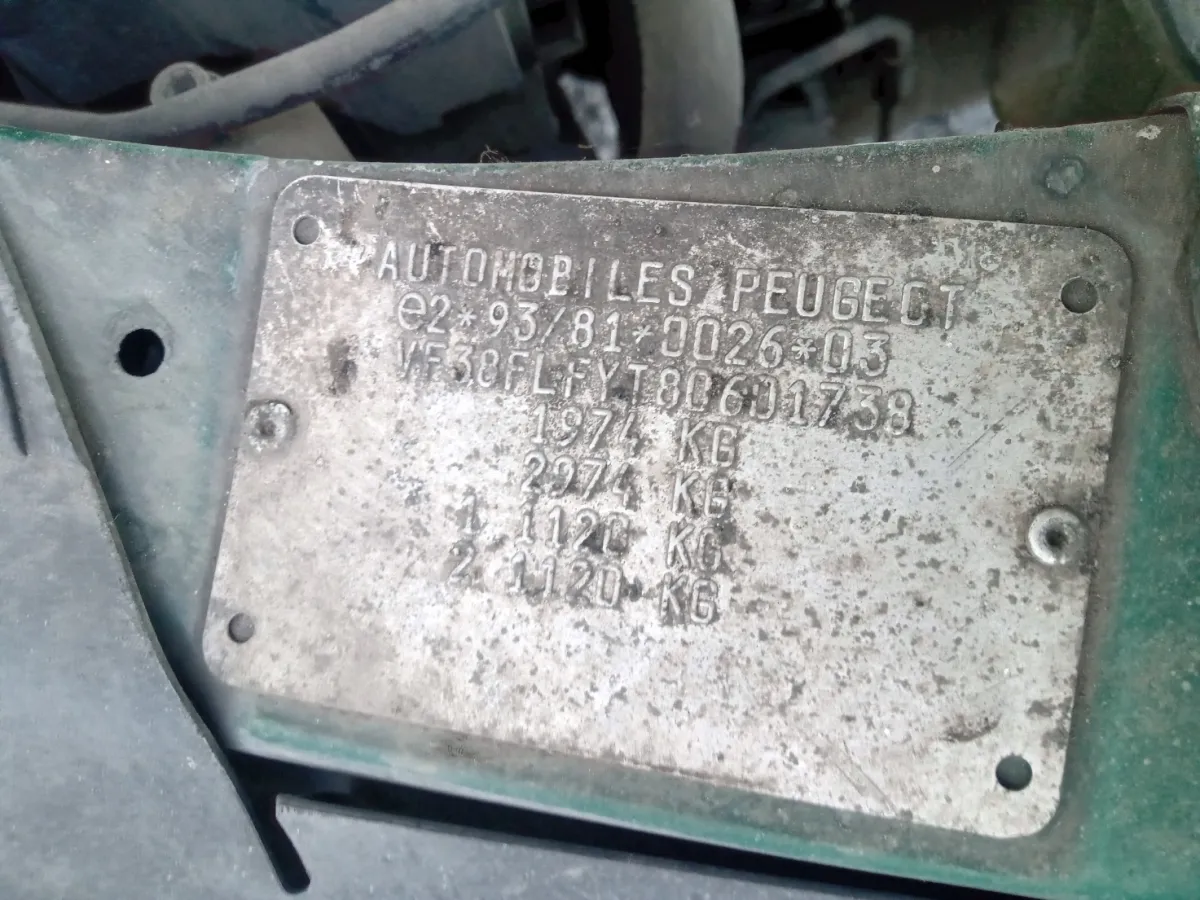 AUTOMOBILES PEUGEOT
e2*93/81*0026*03
VF38FLFYT80601738
1974 KG
2974 KG
1 1120 KG
2 1120 KG